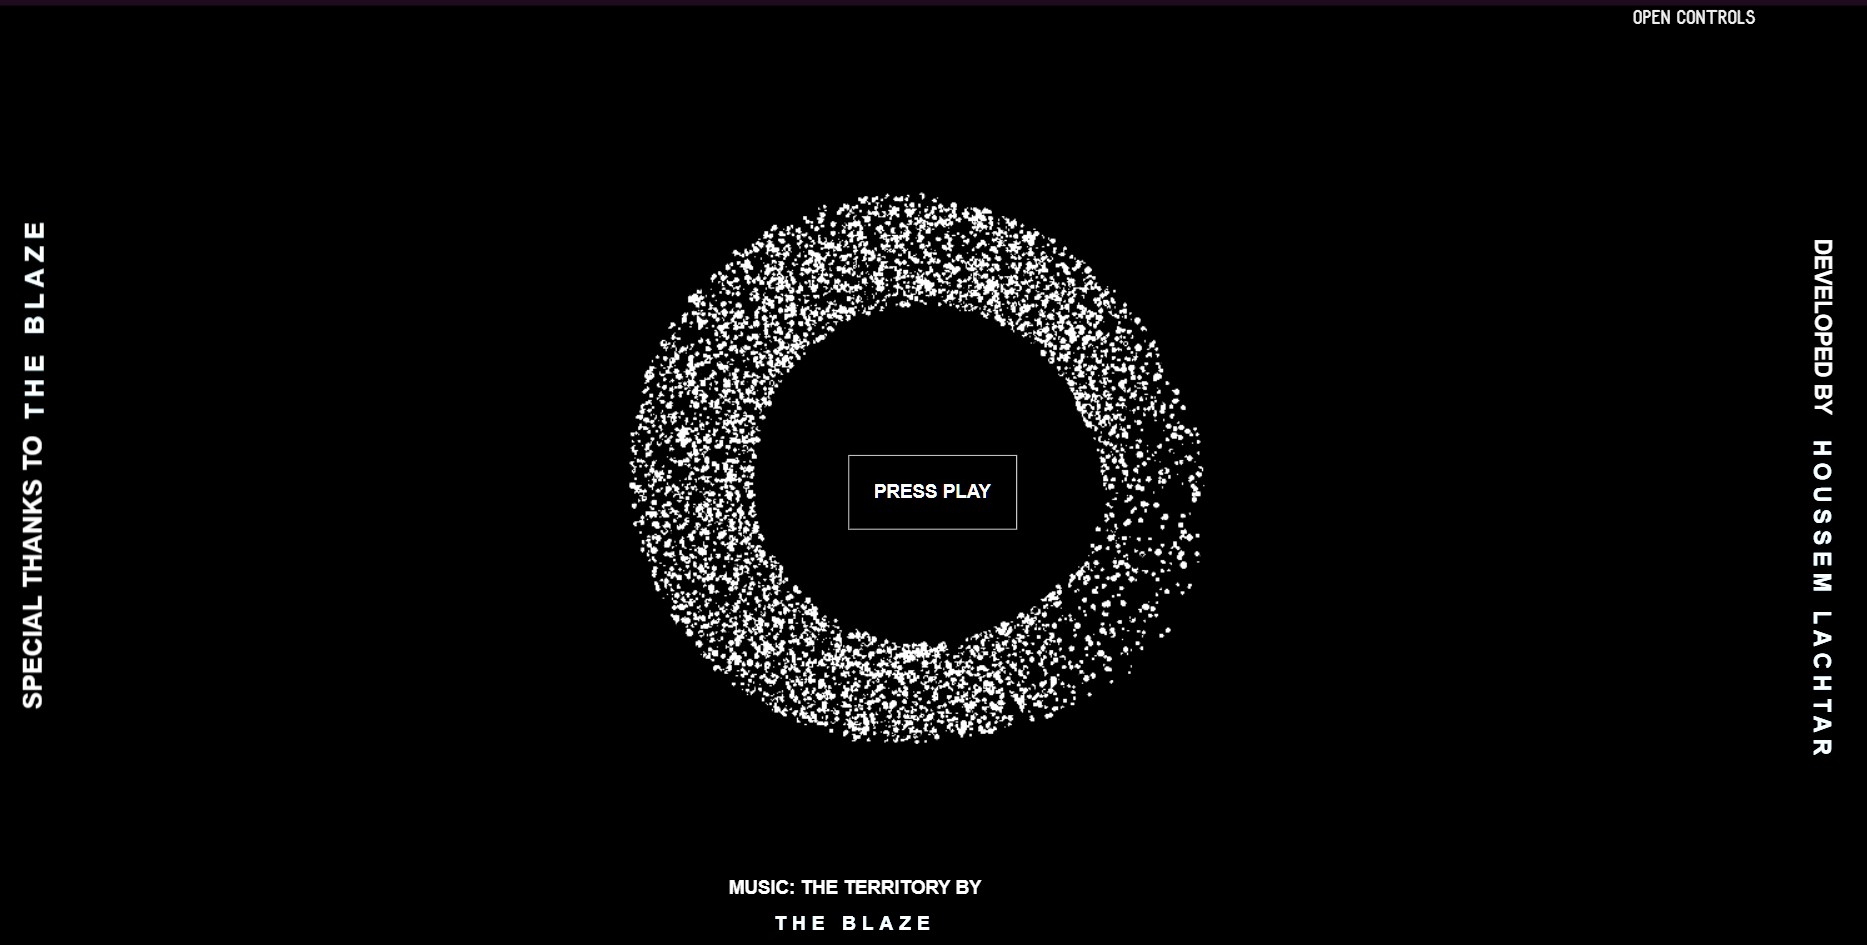 OPEN CONTROLS
SPECIAL THANKS TO THE BLAZE
PRESS PLAY
DEVELOPED BY HOUSSEM LACHTAR
MUSIC: THE TERRITORY BY
THE BLAZE